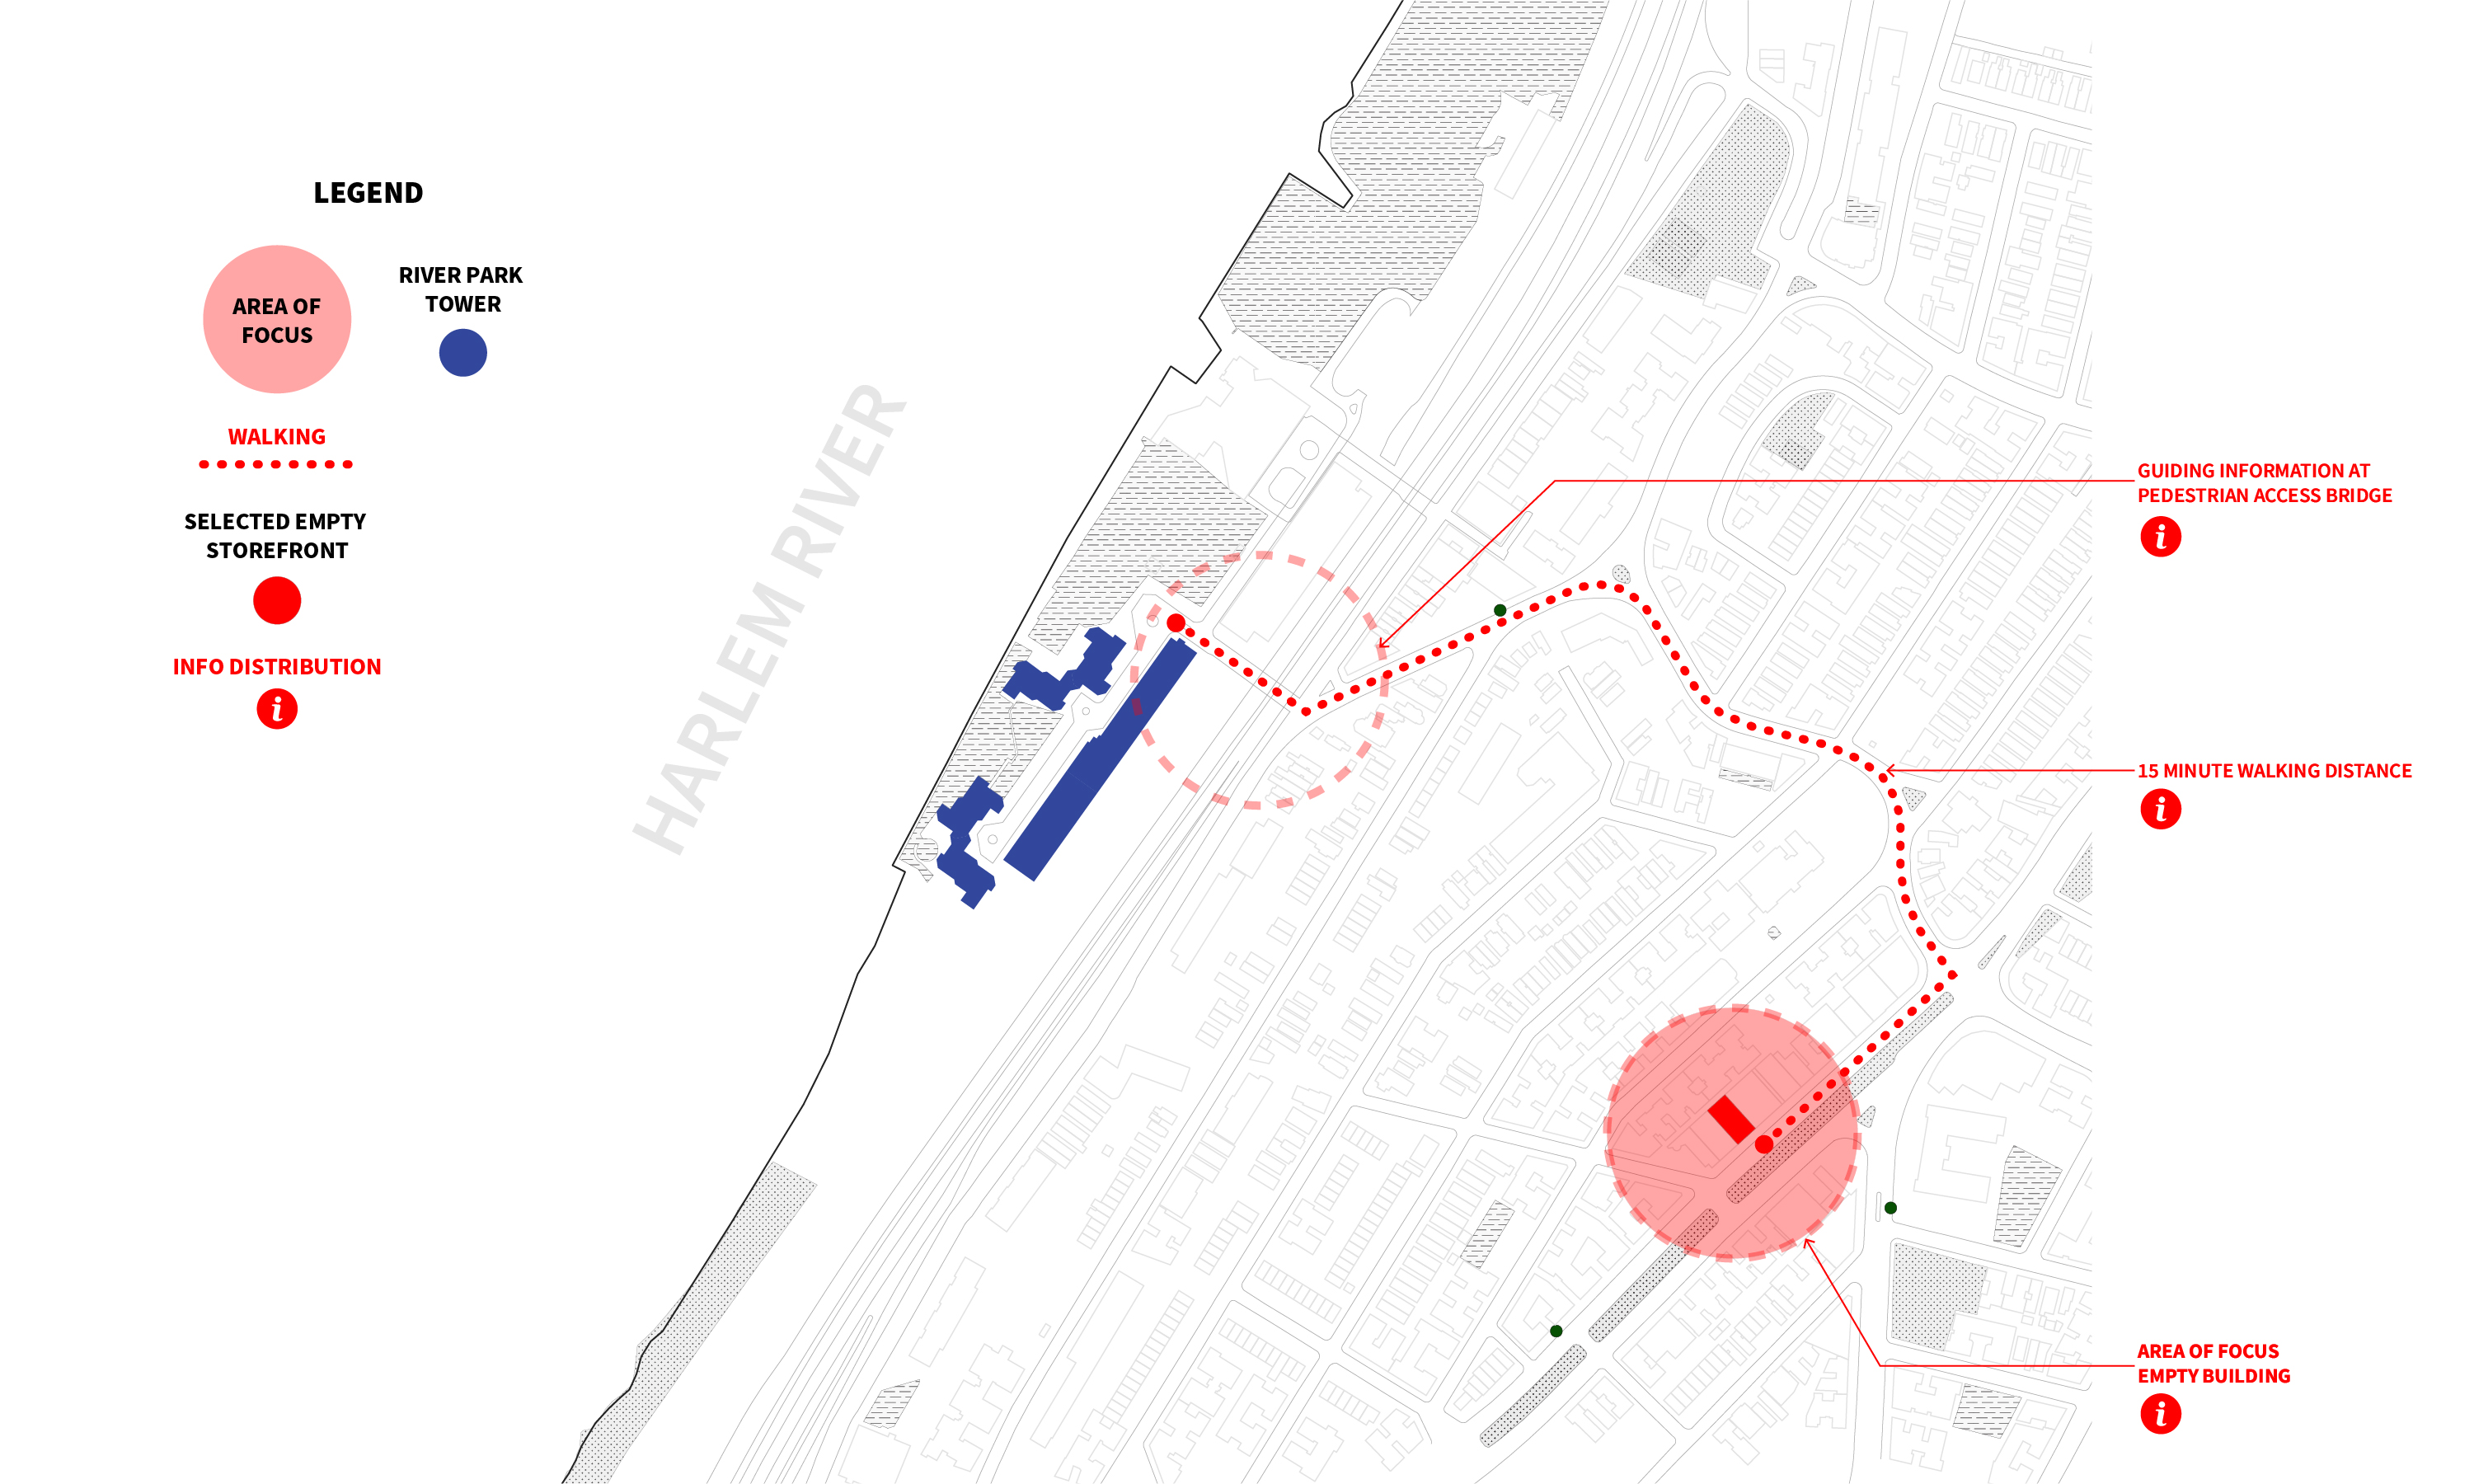 LEGEND
AREA OF
FOCUS
RIVER PARK
TOWER
WALKING
SELECTED EMPTY
STOREFRONT
INFO DISTRIBUTION
i
HARLEM RIVER
GUIDING INFORMATION AT
PEDESTRIAN ACCESS BRIDGE
i
15 MINUTE WALKING DISTANCE
i
AREA OF FOCUS
EMPTY BUILDING
i